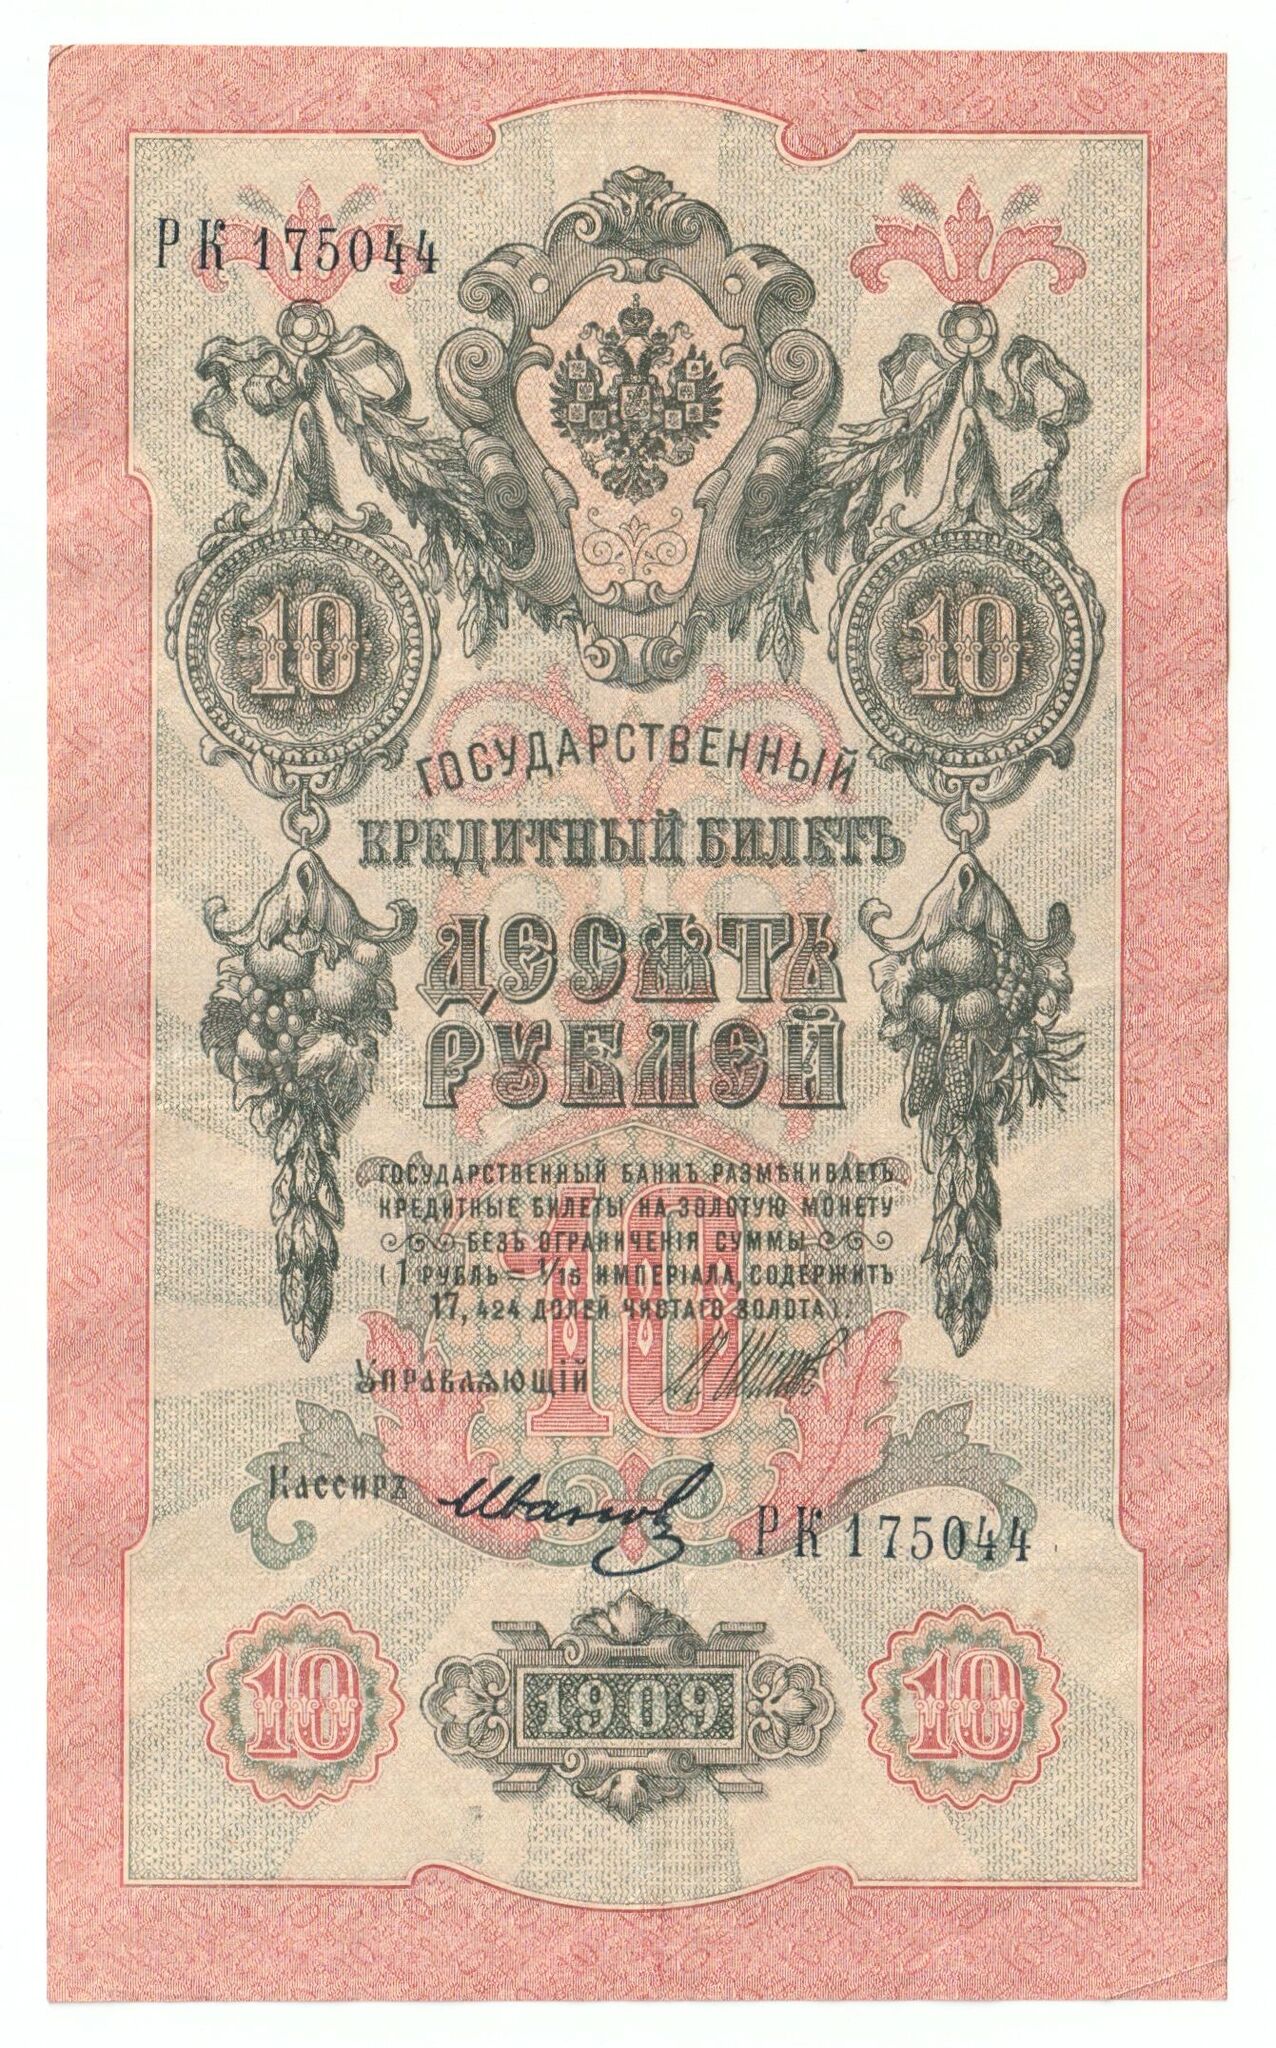 РК 175044
10 10
ГОСУДАРСТВЕННЫЙ
КРЕДИТНЫЙ БИЛЕТЪ
ДЕСЯТЬ
РУБЛЕЙ
ГОСУДАРСТВЕННЫЙ БАНКЪ РАЗМѢНИВАЕТЪ
КРЕДИТНЫЕ БИЛЕТЫ НА ЗОЛОТУЮ МОНЕТУ
БЕЗЪ ОГРАНИЧЕНІЯ СУММЫ
(1 РУБЛЬ = 1/15 ИМПЕРІАЛА, СОДЕРЖИТЪ
17,424 ДОЛЕЙ ЧИСТАГО ЗОЛОТА).
10
Управляющій
Кассиръ Иванов
РК 175044
10 1909 10